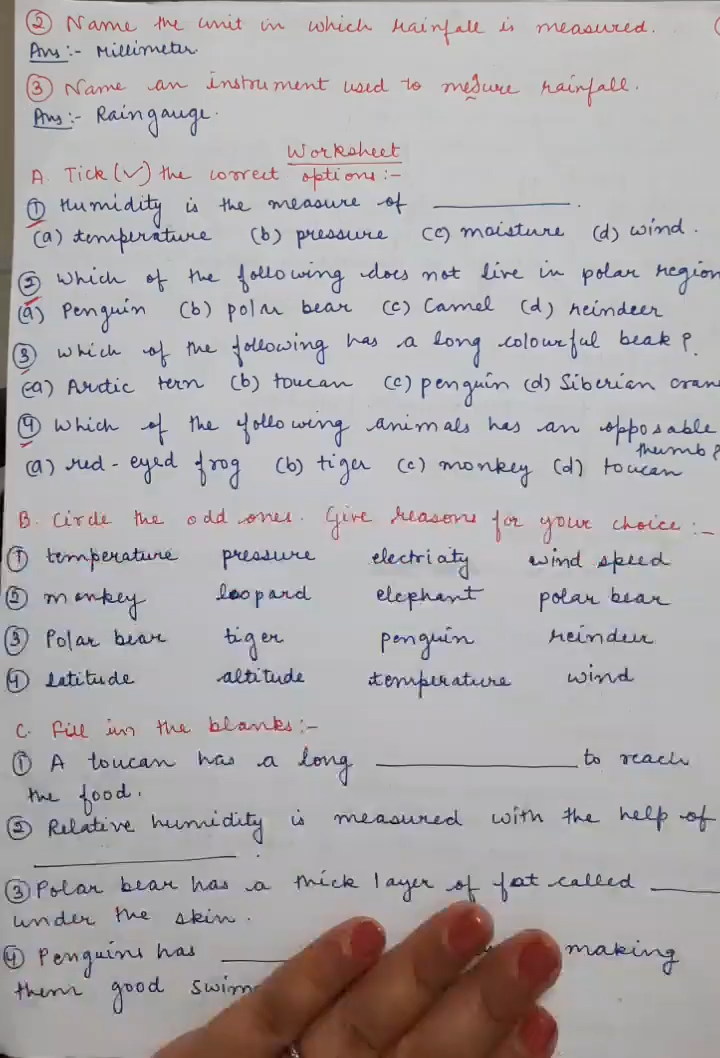 ② Name the unit in which rainfall is measured.
Ans:- Millimeter.
③ Name an instrument used to mesure rainfall.
Ans:- Raingauge.
Worksheet
A. Tick (✓) the correct options:-
① Humidity is the measure of ________.
(a) temperature (b) pressure (c) moisture (d) wind.
② Which of the following does not live in polar region
(a) Penguin (b) polar bear (c) Camel (d) reindeer
③ Which of the following has a long colourful beak?
(a) Arctic tern (b) toucan (c) penguin (d) Siberian crane
④ Which of the following animals has an opposable
thumb?
(a) red-eyed frog (b) tiger (c) monkey (d) toucan
B. Circle the odd ones. Give reasons for your choice:-
① temperature pressure electricity wind speed
② monkey leopard elephant polar bear
③ Polar bear tiger penguin reindeer
④ latitude altitude temperature wind
C. Fill in the blanks:-
① A toucan has a long ________ to reach
the food.
② Relative humidity is measured with the help of
________.
③ Polar bear has a thick layer of fat called ____
under the skin.
④ Penguins has ____ making
them good